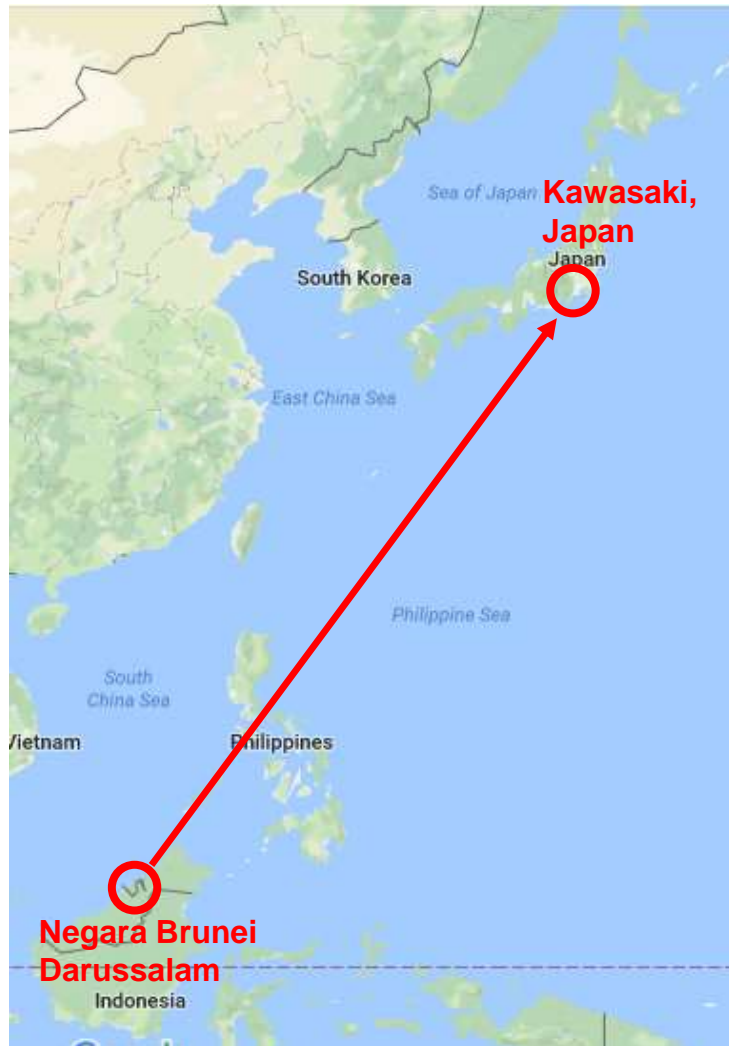 Sea of Japan
Kawasaki,
Japan
Japan
South Korea
East China Sea
Philippine Sea
South
China Sea
Vietnam
Philippines
Negara Brunei
Darussalam
Indonesia